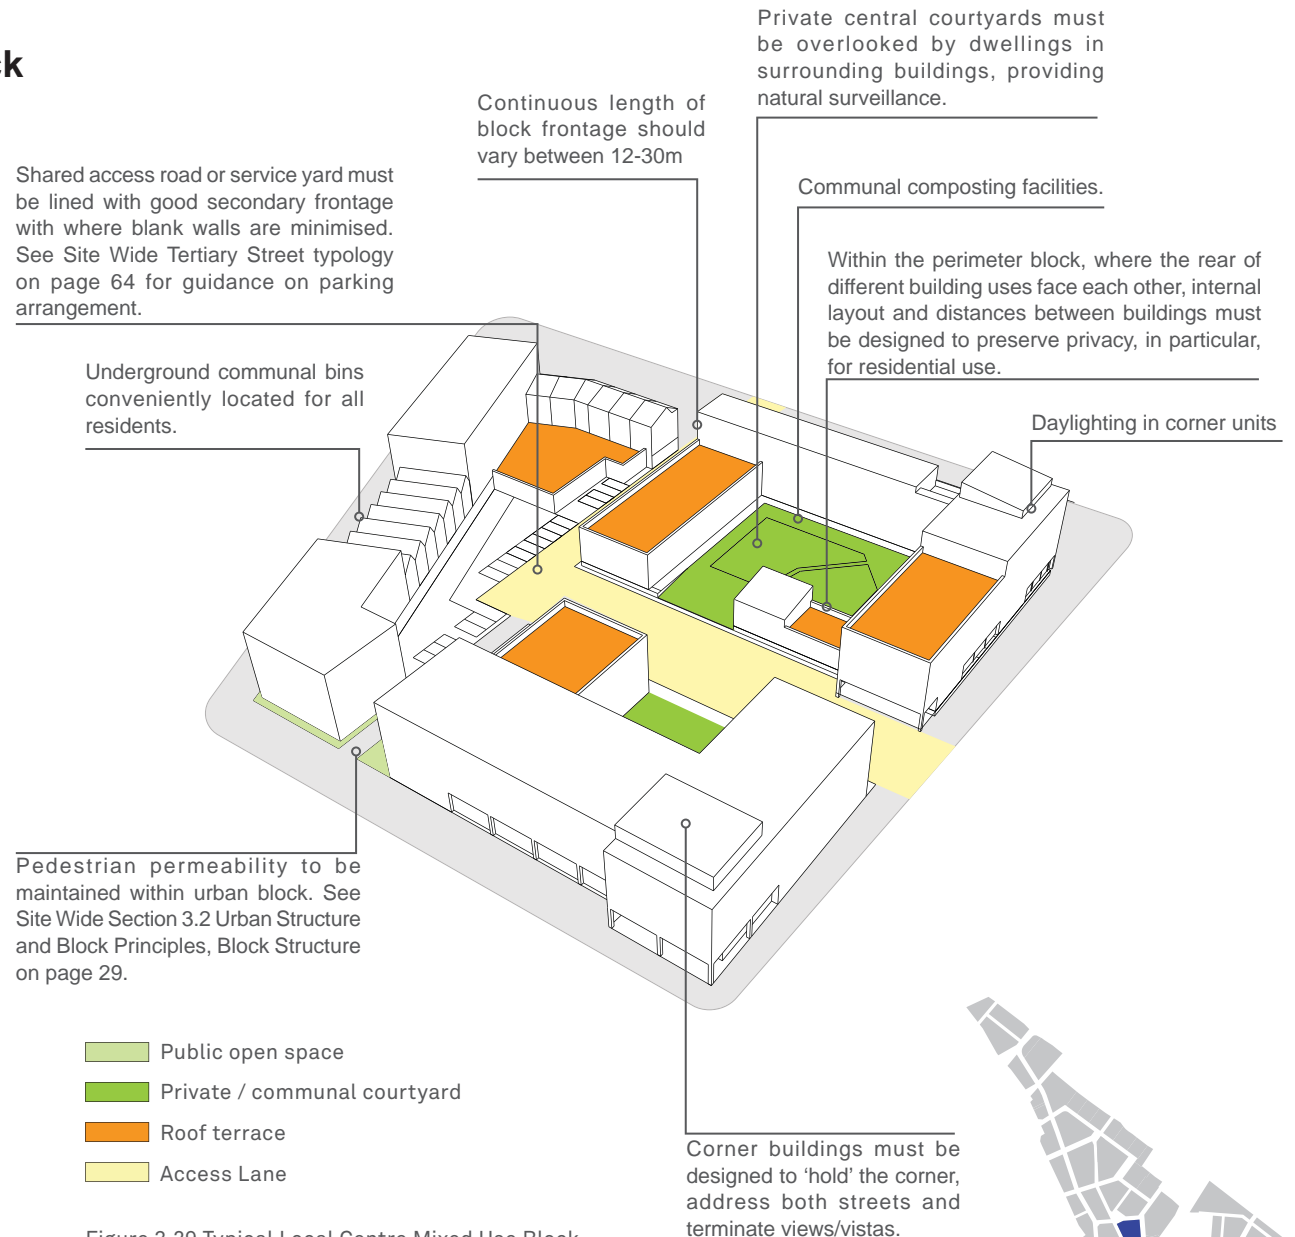 Private central courtyards must
be overlooked by dwellings in
surrounding buildings, providing
natural surveillance.
Continuous length of
block frontage should
vary between 12-30m
Shared access road or service yard must
be lined with good secondary frontage
with where blank walls are minimised.
See Site Wide Tertiary Street typology
on page 64 for guidance on parking
arrangement.
Communal composting facilities.
Within the perimeter block, where the rear of
different building uses face each other, internal
layout and distances between buildings must
be designed to preserve privacy, in particular,
for residential use.
Underground communal bins
conveniently located for all
residents.
Daylighting in corner units
Pedestrian permeability to be
maintained within urban block. See
Site Wide Section 3.2 Urban Structure
and Block Principles, Block Structure
on page 29.
Public open space
Private / communal courtyard
Roof terrace
Access Lane
Corner buildings must be
designed to ‘hold’ the corner,
address both streets and
terminate views/vistas.
Typical Local Centre Mixed Use Block